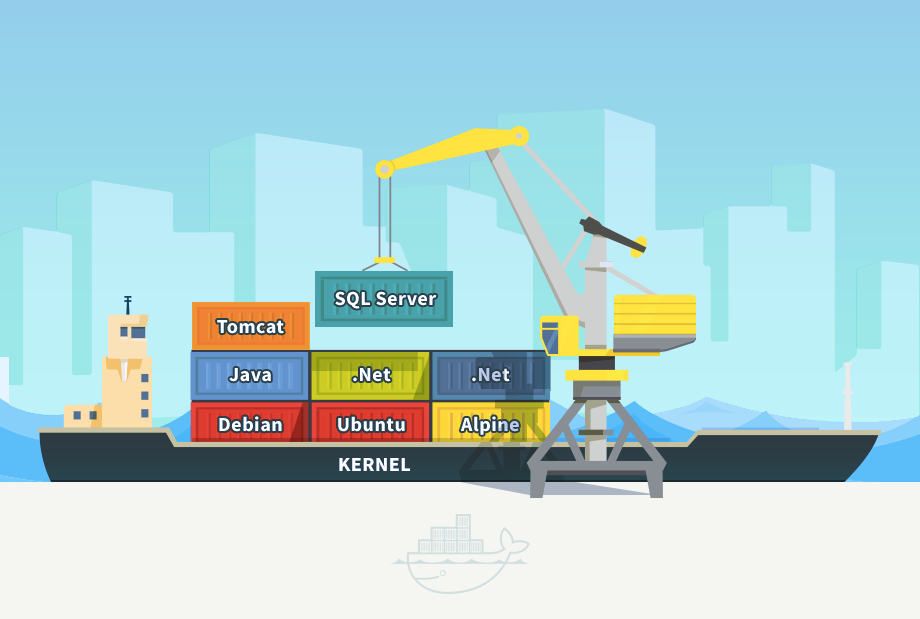 SQL Server
Tomcat
Java
.Net
.Net
Debian
Ubuntu
Alpine
KERNEL